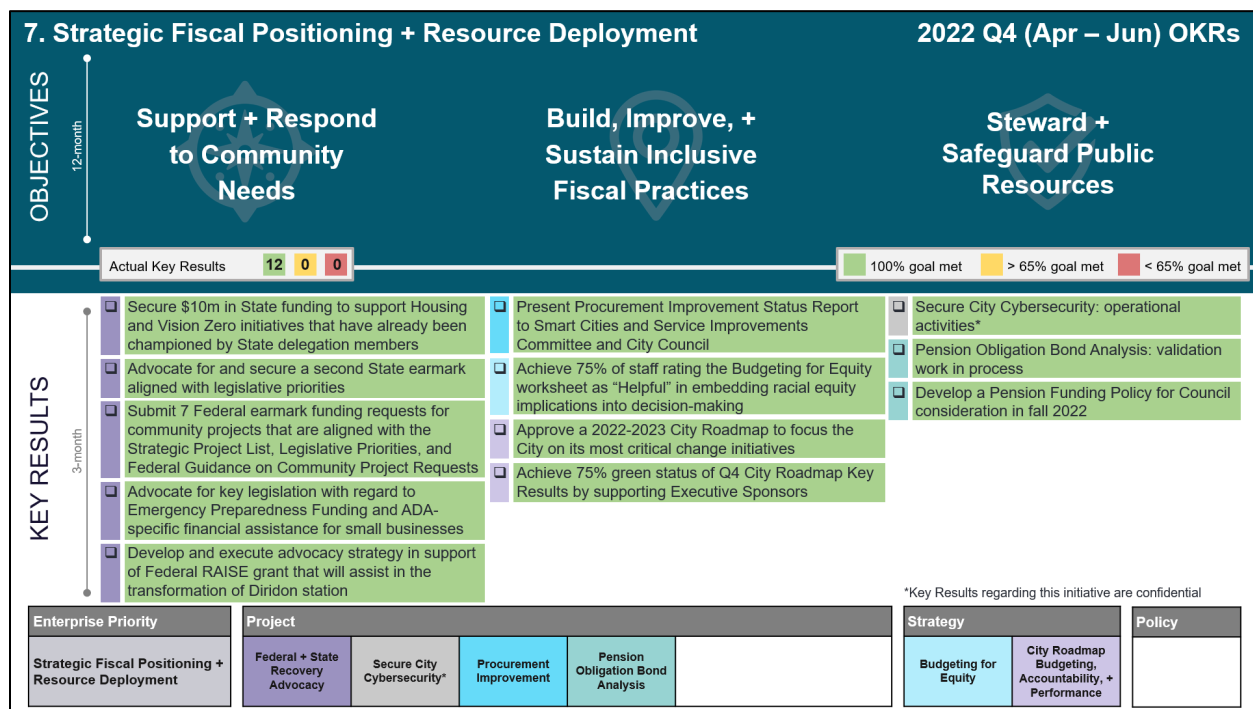 7. Strategic Fiscal Positioning + Resource Deployment
2022 Q4 (Apr – Jun) OKRs
OBJECTIVES
12-month
Support + Respond
to Community
Needs
Build, Improve, +
Sustain Inclusive
Fiscal Practices
Steward +
Safeguard Public
Resources
Actual Key Results 12 0 0
100% goal met > 65% goal met < 65% goal met
KEY RESULTS
3-month
Secure $10m in State funding to support Housing
and Vision Zero initiatives that have already been
championed by State delegation members
Advocate for and secure a second State earmark
aligned with legislative priorities
Submit 7 Federal earmark funding requests for
community projects that are aligned with the
Strategic Project List, Legislative Priorities, and
Federal Guidance on Community Project Requests
Advocate for key legislation with regard to
Emergency Preparedness Funding and ADA-
specific financial assistance for small businesses
Develop and execute advocacy strategy in support
of Federal RAISE grant that will assist in the
transformation of Diridon station
Present Procurement Improvement Status Report
to Smart Cities and Service Improvements
Committee and City Council
Achieve 75% of staff rating the Budgeting for Equity
worksheet as “Helpful” in embedding racial equity
implications into decision-making
Approve a 2022-2023 City Roadmap to focus the
City on its most critical change initiatives
Achieve 75% green status of Q4 City Roadmap Key
Results by supporting Executive Sponsors
Secure City Cybersecurity: operational
activities*
Pension Obligation Bond Analysis: validation
work in process
Develop a Pension Funding Policy for Council
consideration in fall 2022
*Key Results regarding this initiative are confidential
Enterprise Priority
Strategic Fiscal Positioning +
Resource Deployment
Project
Federal + State
Recovery
Advocacy
Secure City
Cybersecurity*
Procurement
Improvement
Pension
Obligation Bond
Analysis
Strategy
Budgeting for
Equity
City Roadmap
Budgeting,
Accountability, +
Performance
Policy